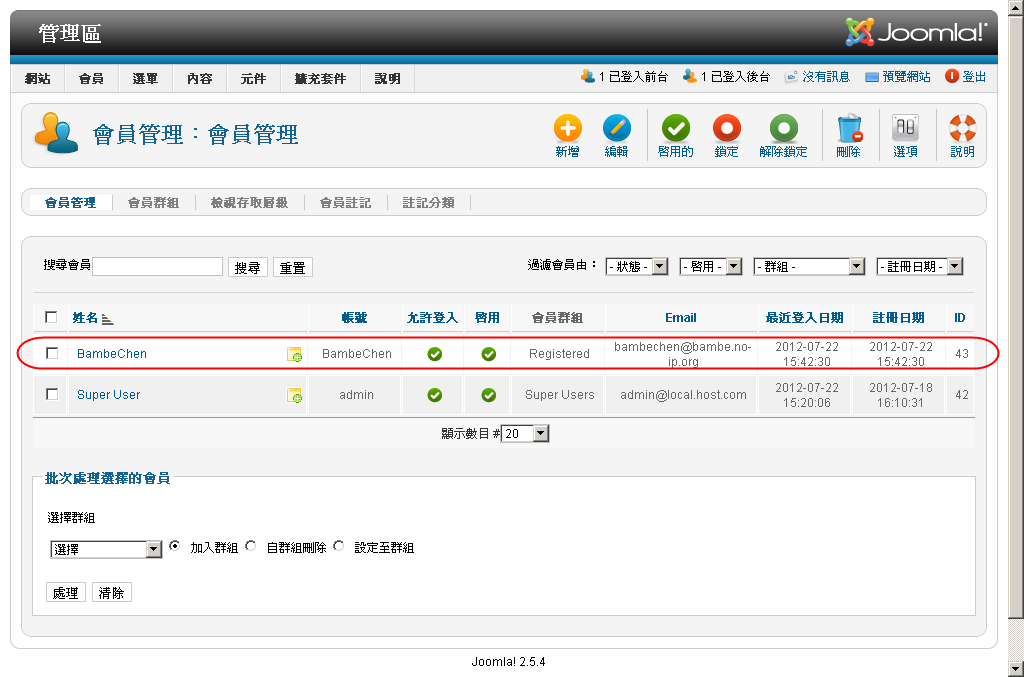 管理區
Joomla!
網站 會員 選單 內容 元件 擴充套件 說明 1 已登入前台 1 已登入後台 沒有訊息 預覽網站 登出
會員管理：會員管理
新增 編輯 啓用的 鎖定 解除鎖定 刪除 選項 說明
會員管理 會員群組 檢視存取層級 會員註記 註記分類
搜尋會員 搜尋 重置 過濾會員由： - 狀態 - - 啓用 - - 群組 - - 註冊日期 -
姓名 帳號 允許登入 啓用 會員群組 Email 最近登入日期 註冊日期 ID
BambeChen BambeChen Registered bambechen@bambe.no-ip.org 2012-07-22 15:42:30 2012-07-22 15:42:30 43
Super User admin Super Users admin@local.host.com 2012-07-22 15:20:06 2012-07-18 16:10:31 42
顯示數目 # 20
批次處理選擇的會員
選擇群組
選擇 加入群組 自群組刪除 設定至群組
處理 清除
Joomla! 2.5.4